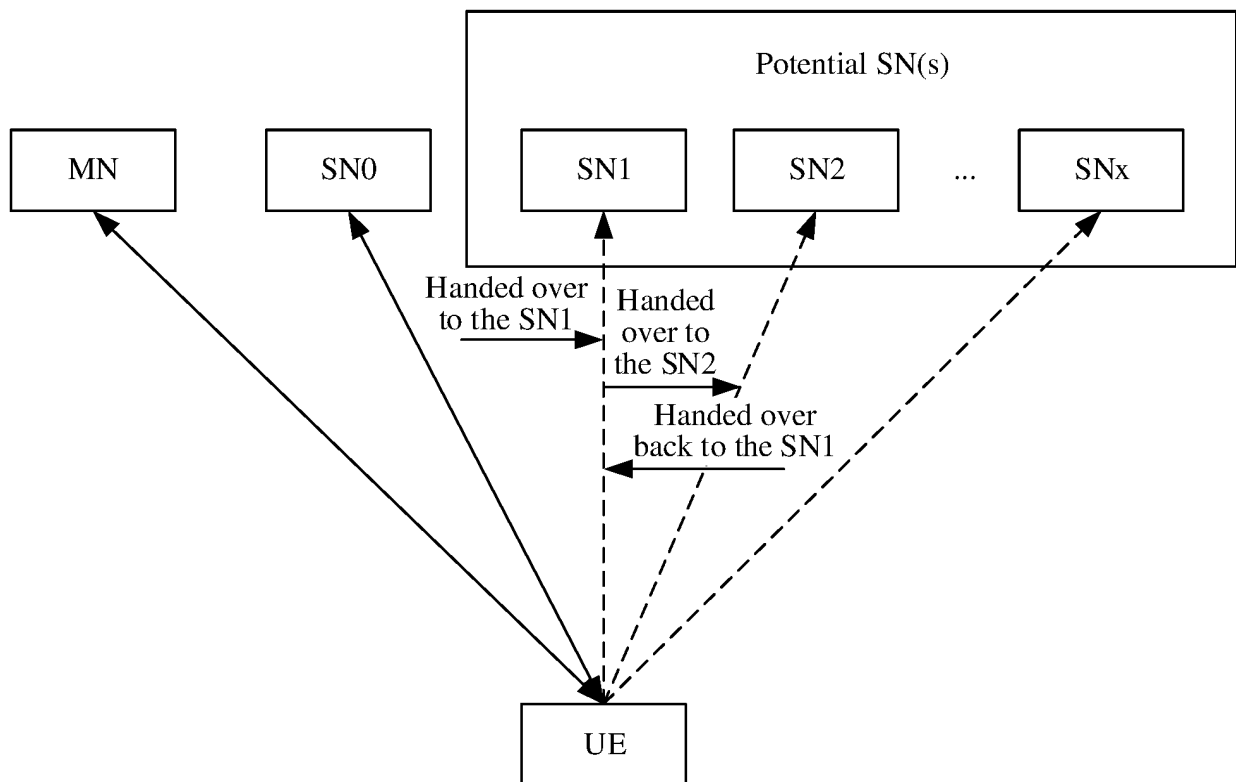 Potential SN(s)
MN
SN0
SN1
SN2
...
SNx
Handed over
to the SN1
Handed
over to
the SN2
Handed over
back to the SN1
UE